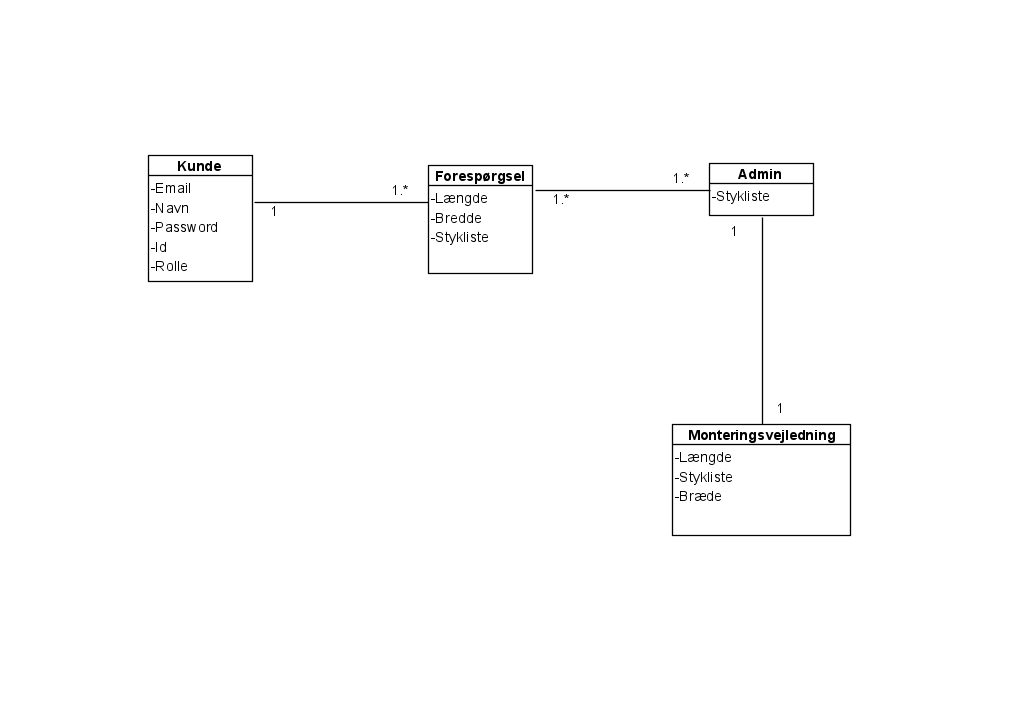 Kunde
-Email
-Navn
-Password
-Id
-Rolle
1
1.*
Forespørgsel
-Længde
-Bredde
-Stykliste
1.*
1.*
Admin
-Stykliste
1
1
Monteringsvejledning
-Længde
-Stykliste
-Bræde